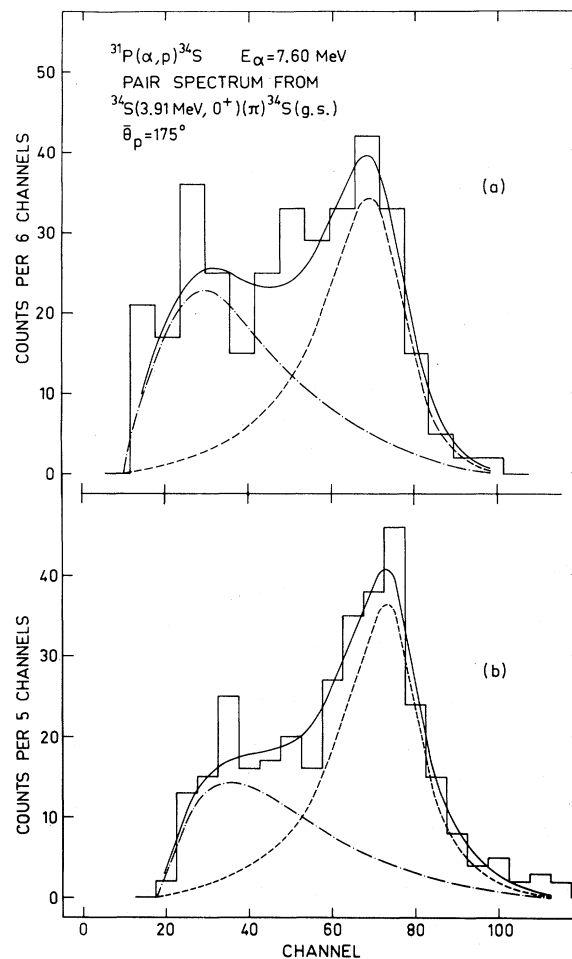 50
40
30
20
10
0
COUNTS PER 6 CHANNELS
³¹P(α,p)³⁴S E_α=7.60 MeV
PAIR SPECTRUM FROM
³⁴S(3.91 MeV, 0⁺)(π)³⁴S(g.s.)
θ̄_p=175°
(a)
40
30
20
10
0
COUNTS PER 5 CHANNELS
(b)
0 20 40 60 80 100
CHANNEL